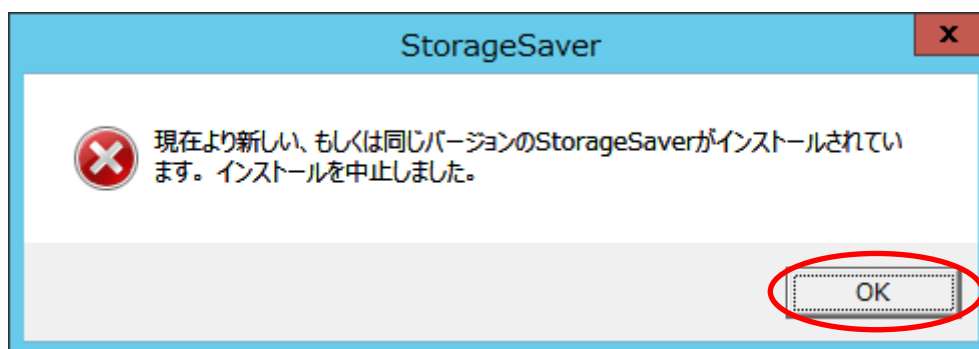 StorageSaver
x
現在より新しい、もしくは同じバージョンのStorageSaverがインストールされてい
ます。インストールを中止しました。
OK